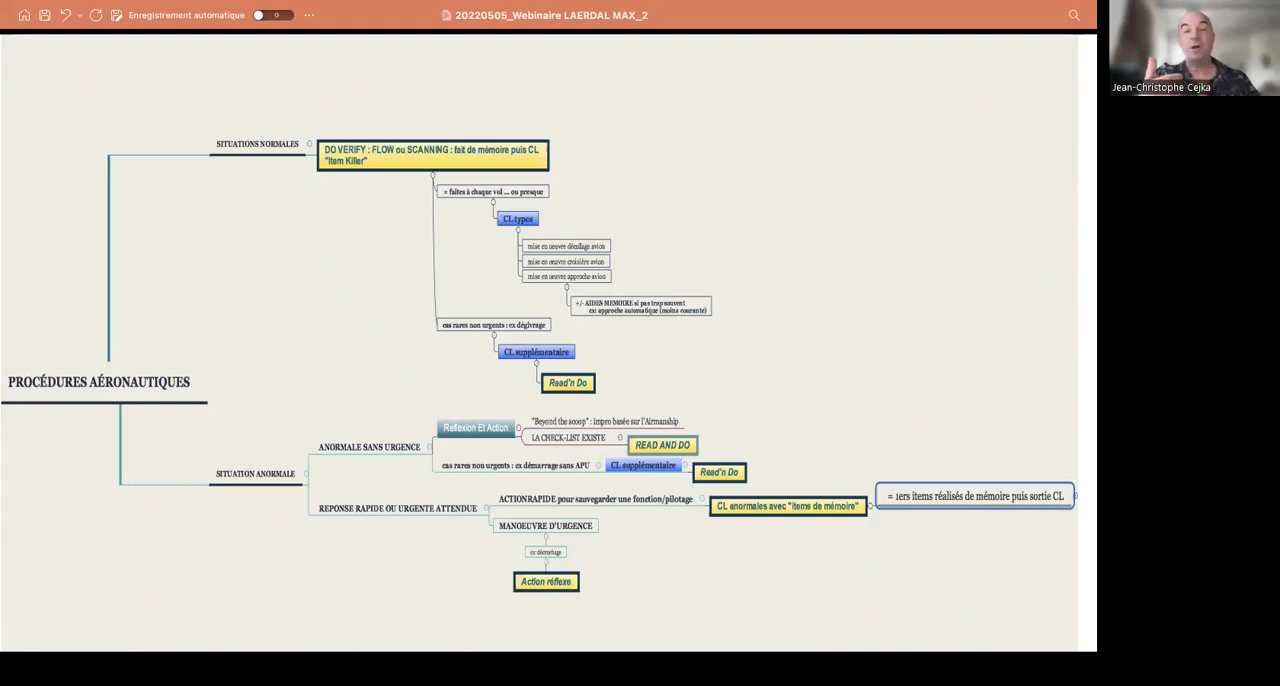 Enregistrement automatique
20220505_Webinaire LAERDAL MAX_2
Jean-Christophe Cejka
SITUATIONS NORMALES
DO VERIFY : FLOW ou SCANNING : fait de mémoire puis CL
"Item Killer"
= faites à chaque vol ... ou presque
CL types
mise en oeuvre décollage avion
mise en oeuvre croisière avion
mise en oeuvre approche avion
+/- AIDES MEMOIRE si pas trop souvent
ex: approche automatique (moins courante)
cas rares non urgents : ex dégivrage
CL supplémentaire
Read'n Do
PROCÉDURES AÉRONAUTIQUES
SITUATION ANORMALE
ANORMALE SANS URGENCE
Reflexion Et Action
"Beyond the scoop" : impro basée sur l'Airmanship
LA CHECK-LIST EXISTE
READ AND DO
cas rares non urgents : ex démarrage sans APU
CL supplémentaire
Read'n Do
REPONSE RAPIDE OU URGENTE ATTENDUE
ACTIONRAPIDE pour sauvegarder une fonction/pilotage
CL anormales avec "items de mémoire"
= 1ers items réalisés de mémoire puis sortie CL
MANOEUVRE D'URGENCE
ex: décrochage
Action réflexe